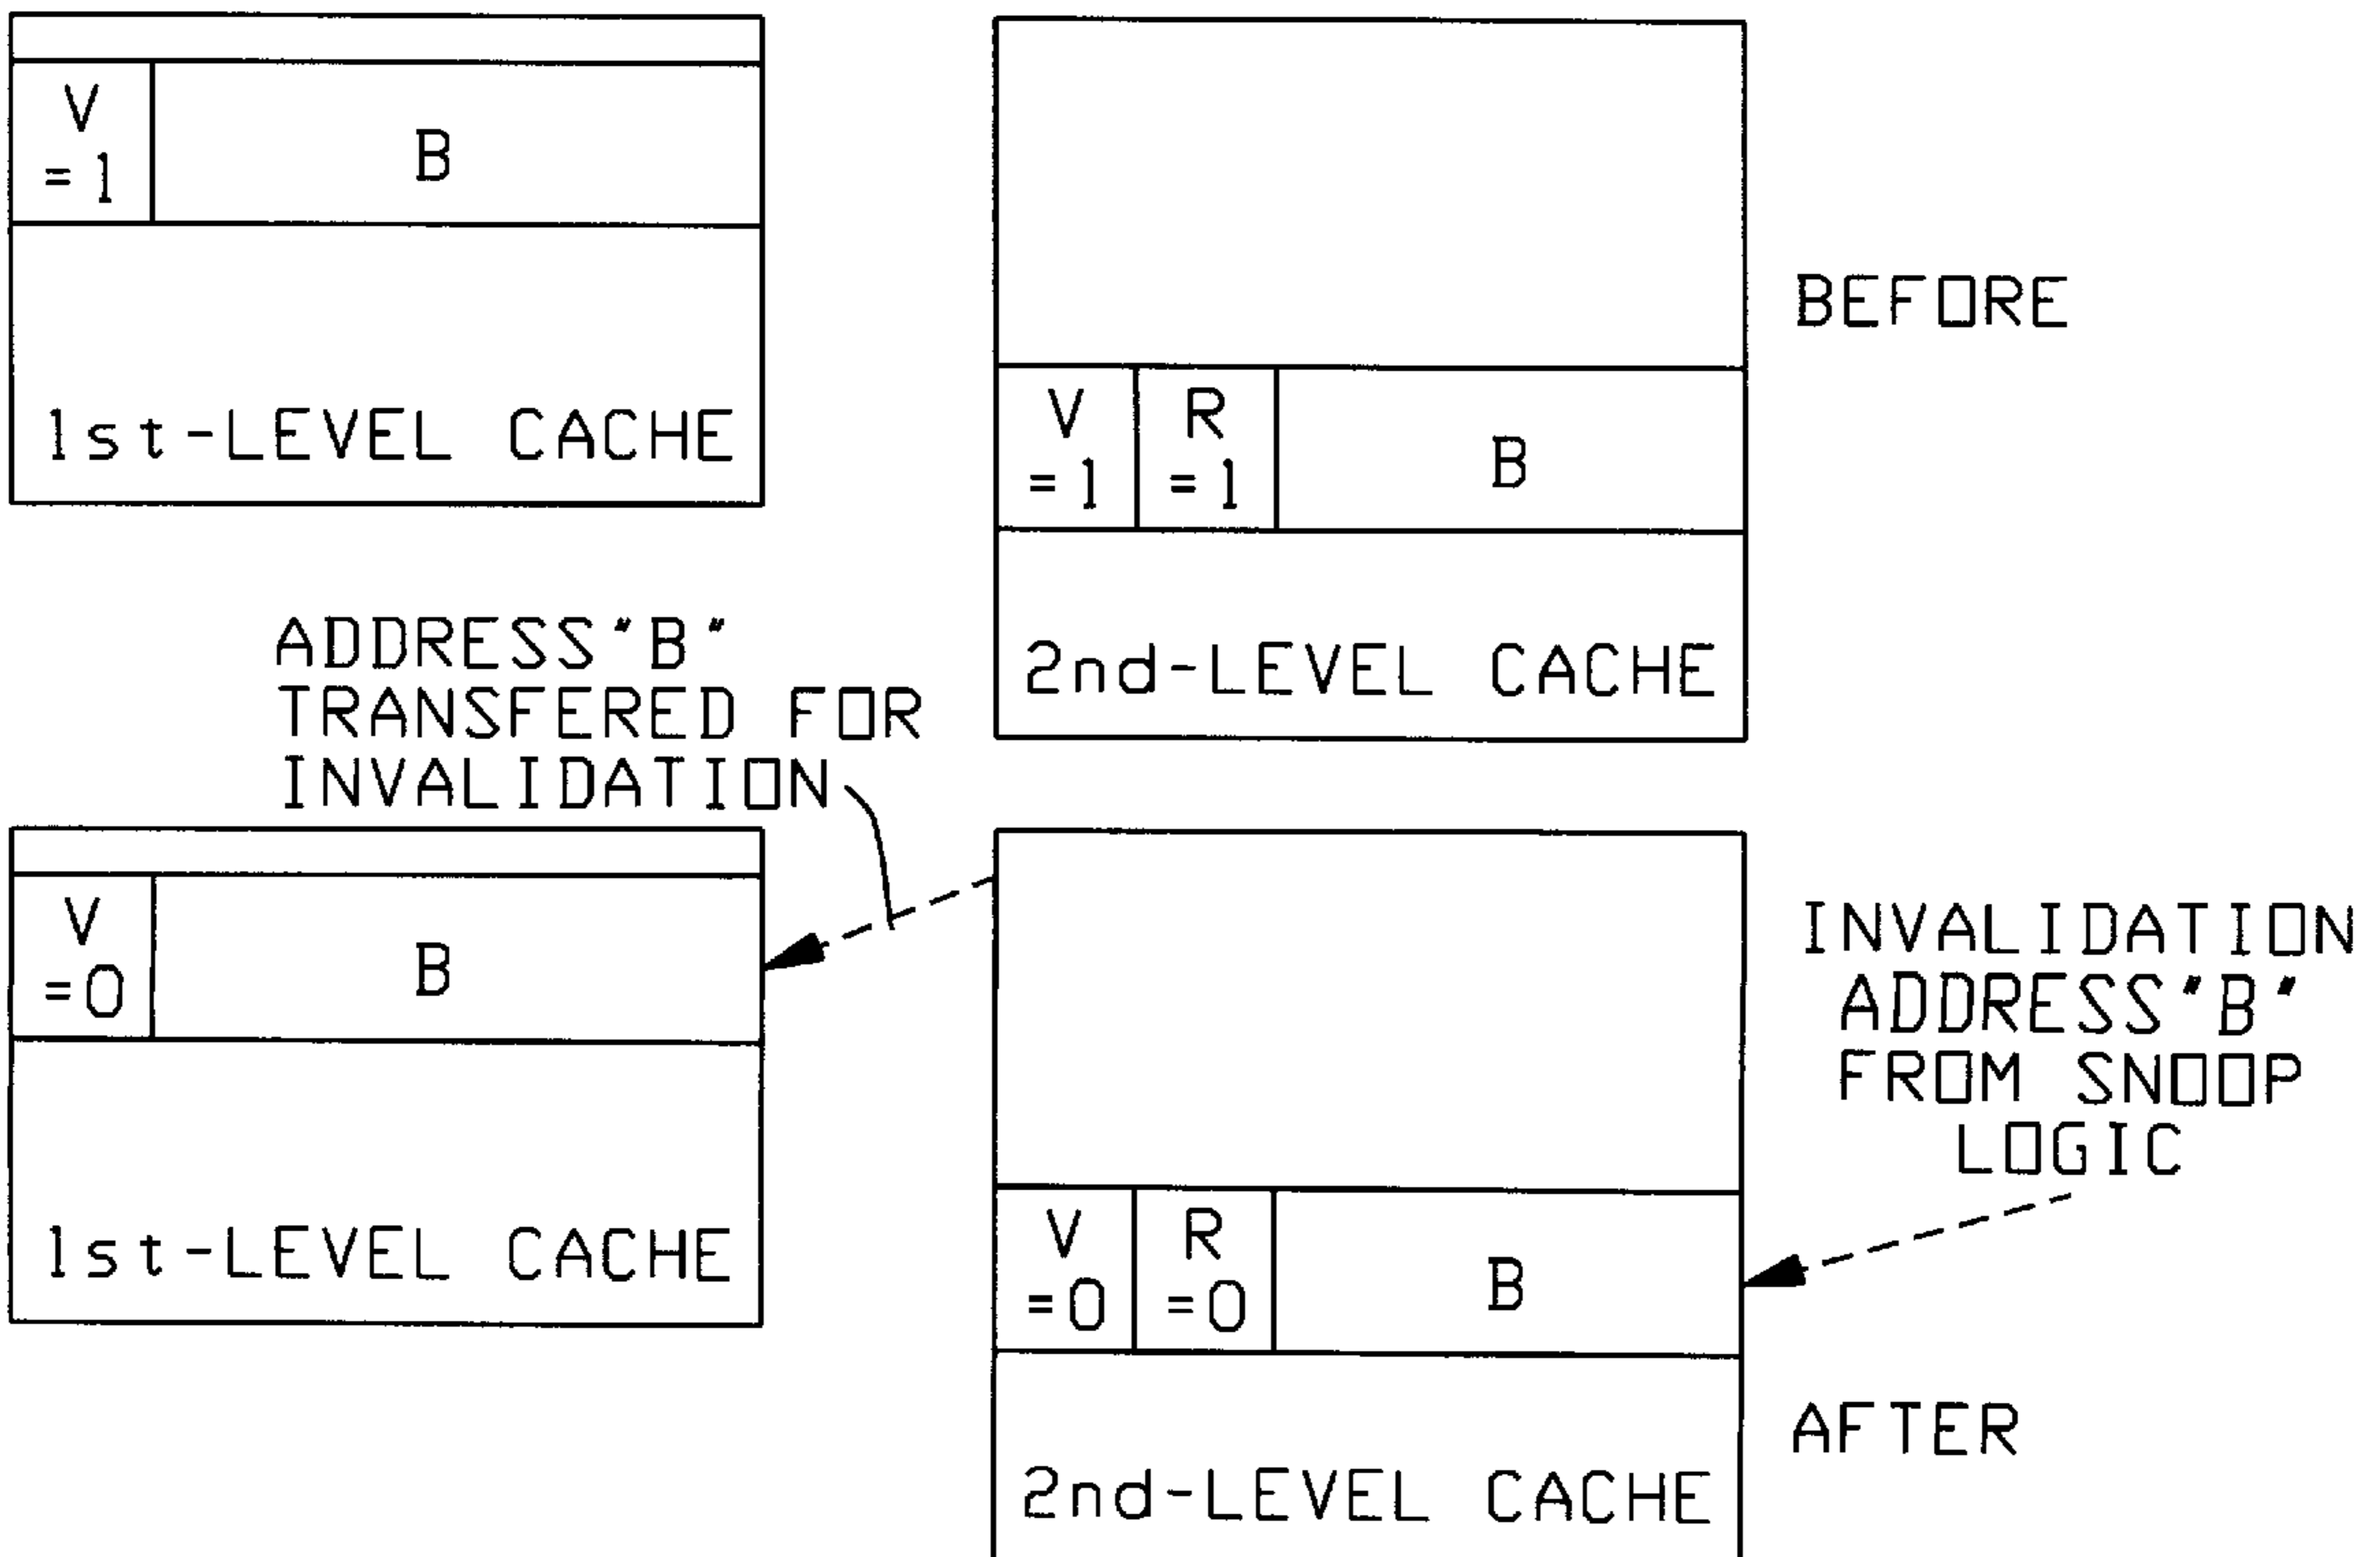 V
=1
B
1st-LEVEL CACHE
V
=1
R
=1
B
2nd-LEVEL CACHE
BEFORE
ADDRESS"B"
TRANSFERED FOR
INVALIDATION
V
=0
B
1st-LEVEL CACHE
INVALIDATION
ADDRESS"B"
FROM SNOOP
LOGIC
V
=0
R
=0
B
2nd-LEVEL CACHE
AFTER